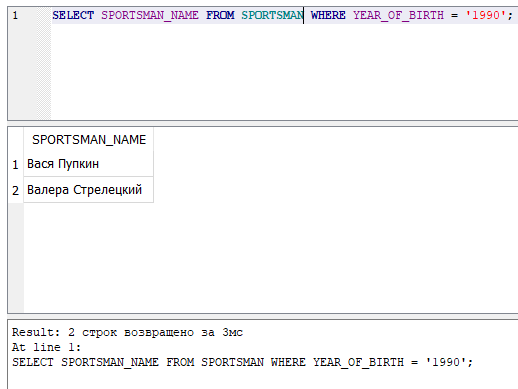 1 SELECT SPORTSMAN_NAME FROM SPORTSMAN WHERE YEAR_OF_BIRTH = '1990';
SPORTSMAN_NAME
1 Вася Пупкин
2 Валера Стрелецкий
Result: 2 строк возвращено за 3мс
At line 1:
SELECT SPORTSMAN_NAME FROM SPORTSMAN WHERE YEAR_OF_BIRTH = '1990';